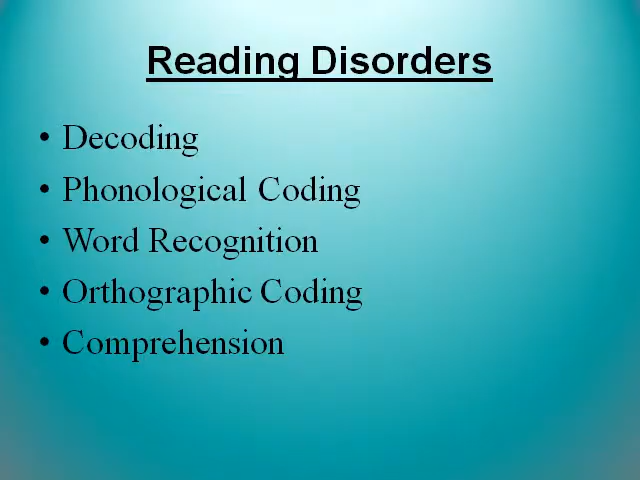 Reading Disorders
• Decoding
• Phonological Coding
• Word Recognition
• Orthographic Coding
• Comprehension